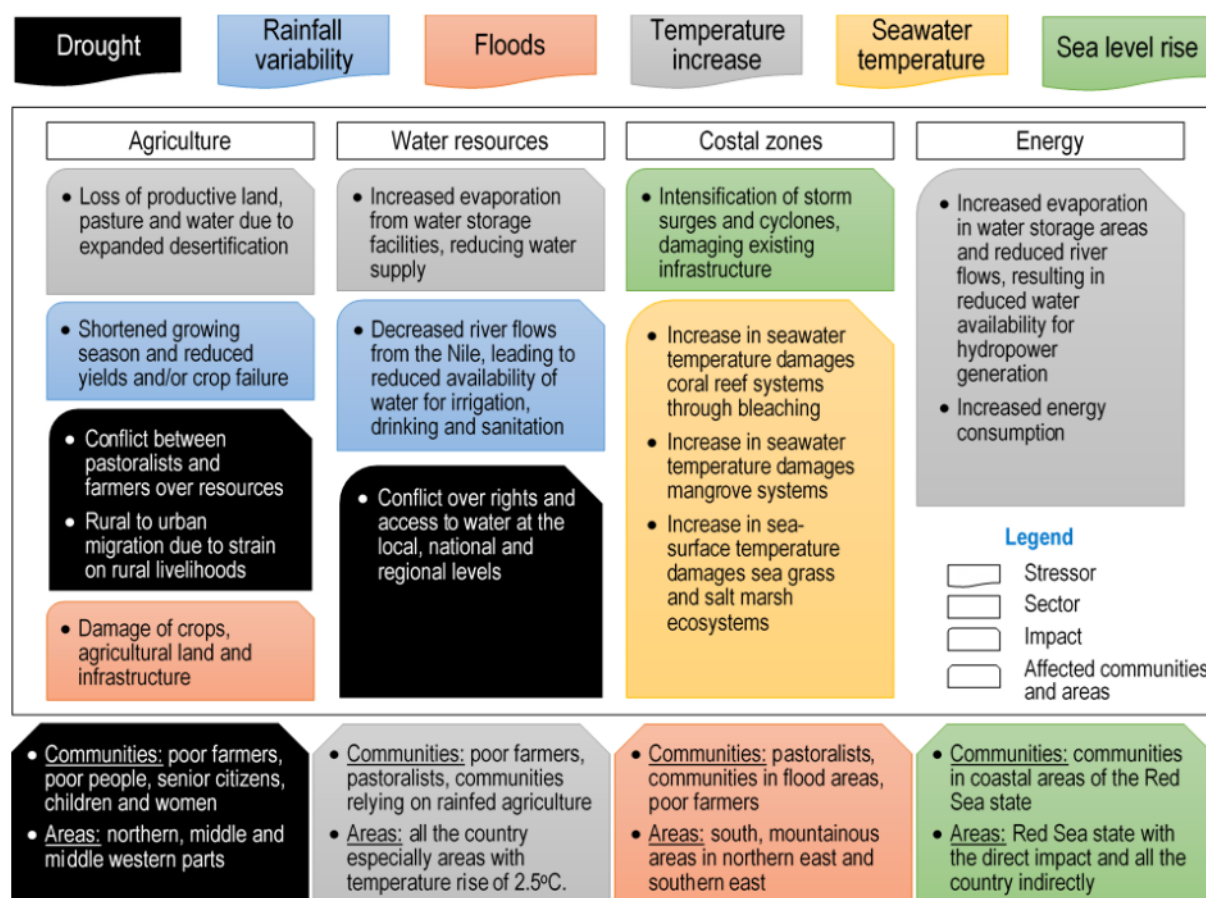 Drought
Rainfall
variability
Floods
Temperature
increase
Seawater
temperature
Sea level rise
Agriculture
• Loss of productive land,
pasture and water due to
expanded desertification
• Shortened growing
season and reduced
yields and/or crop failure
• Conflict between
pastoralists and
farmers over resources
• Rural to urban
migration due to strain
on rural livelihoods
• Damage of crops,
agricultural land and
infrastructure
Water resources
• Increased evaporation
from water storage
facilities, reducing water
supply
• Decreased river flows
from the Nile, leading to
reduced availability of
water for irrigation,
drinking and sanitation
• Conflict over rights and
access to water at the
local, national and
regional levels
Costal zones
• Intensification of storm
surges and cyclones,
damaging existing
infrastructure
• Increase in seawater
temperature damages
coral reef systems
through bleaching
• Increase in seawater
temperature damages
mangrove systems
• Increase in sea-
surface temperature
damages sea grass
and salt marsh
ecosystems
Energy
• Increased evaporation
in water storage areas
and reduced river
flows, resulting in
reduced water
availability for
hydropower
generation
• Increased energy
consumption
Legend
Stressor
Sector
Impact
Affected communities
and areas
• Communities: poor farmers,
poor people, senior citizens,
children and women
• Areas: northern, middle and
middle western parts
• Communities: poor farmers,
pastoralists, communities
relying on rainfed agriculture
• Areas: all the country
especially areas with
temperature rise of 2.5ºC.
• Communities: pastoralists,
communities in flood areas,
poor farmers
• Areas: south, mountainous
areas in northern east and
southern east
• Communities: communities
in coastal areas of the Red
Sea state
• Areas: Red Sea state with
the direct impact and all the
country indirectly